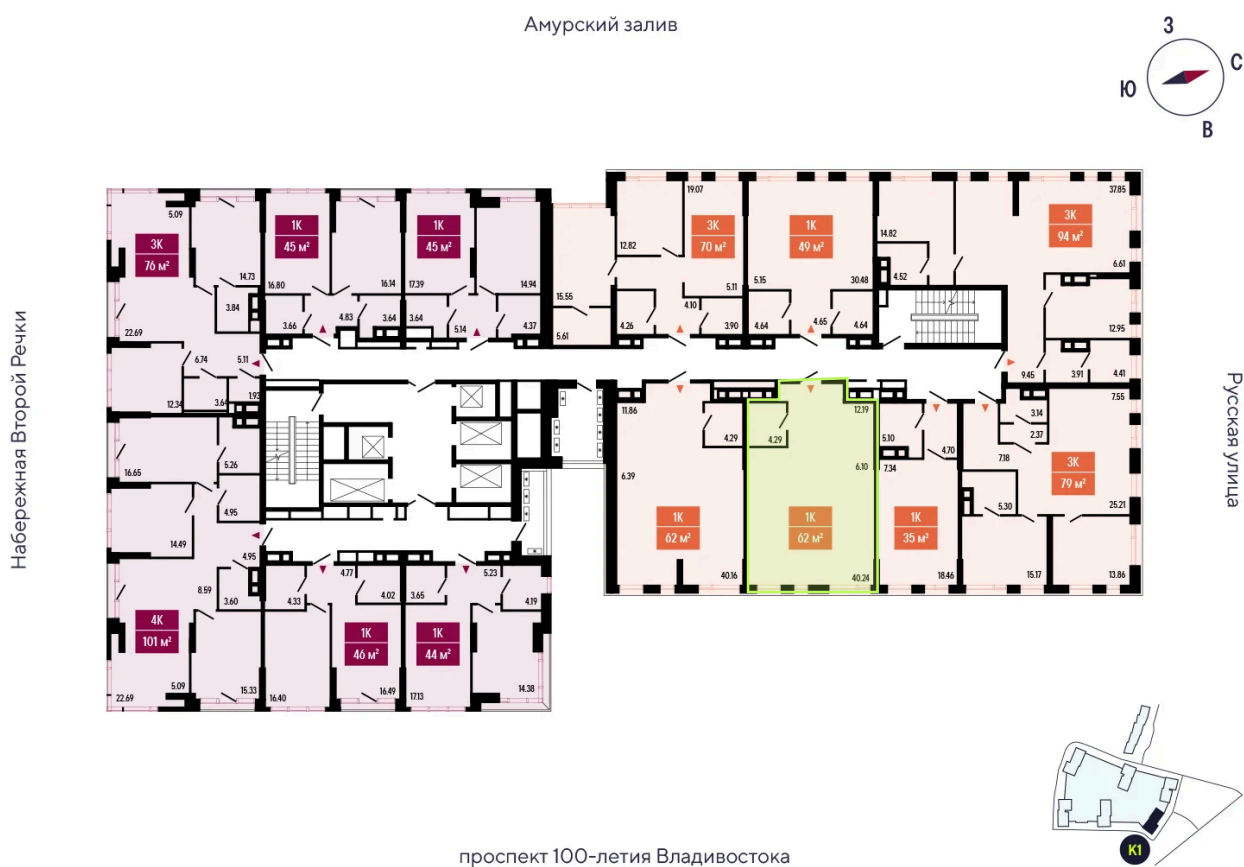 Амурский залив
З
С
Ю
В
Набережная Второй Речки
Русская улица
5.09
3К
76 м²
14.73
3.84
22.69
6.74
5.11
12.34
3.64
1.93
1К
45 м²
16.80
16.14
3.66
4.83
3.64
1К
45 м²
17.39
14.94
3.64
5.14
4.37
15.55
5.61
19.07
3К
70 м²
12.82
5.11
4.10
4.26
3.90
1К
49 м²
5.15
30.48
4.64
4.65
4.64
37.85
3К
94 м²
14.82
4.52
6.61
12.95
9.45
3.91
4.41
16.65
5.26
4.95
14.49
4.95
8.59
3.60
4К
101 м²
22.69
5.09
15.33
4.77
4.33
4.02
1К
46 м²
16.40
16.49
5.23
3.65
4.19
1К
44 м²
17.13
14.38
11.86
4.29
6.39
1К
62 м²
40.16
12.19
4.29
6.10
1К
62 м²
40.24
5.10
4.70
7.34
1К
35 м²
18.46
7.55
3.14
2.37
7.18
3К
79 м²
5.30
25.21
15.17
13.86
К1
проспект 100-летия Владивостока